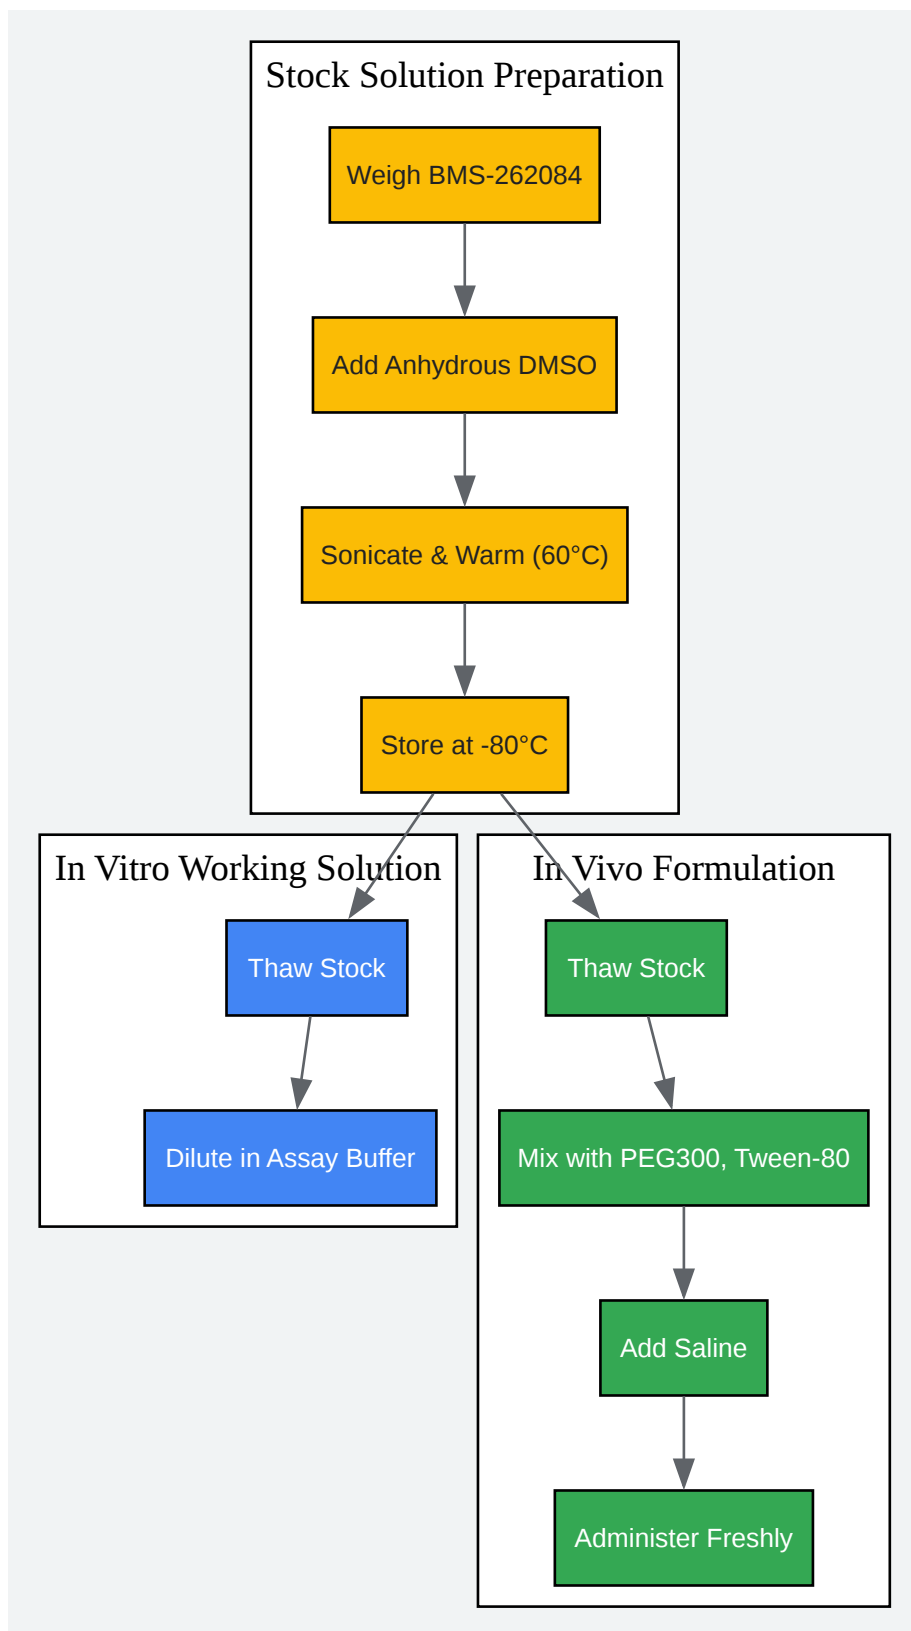 Stock Solution Preparation
Weigh BMS-262084
Add Anhydrous DMSO
Sonicate & Warm (60°C)
Store at -80°C
In Vitro Working Solution
Thaw Stock
Dilute in Assay Buffer
In Vivo Formulation
Thaw Stock
Mix with PEG300, Tween-80
Add Saline
Administer Freshly